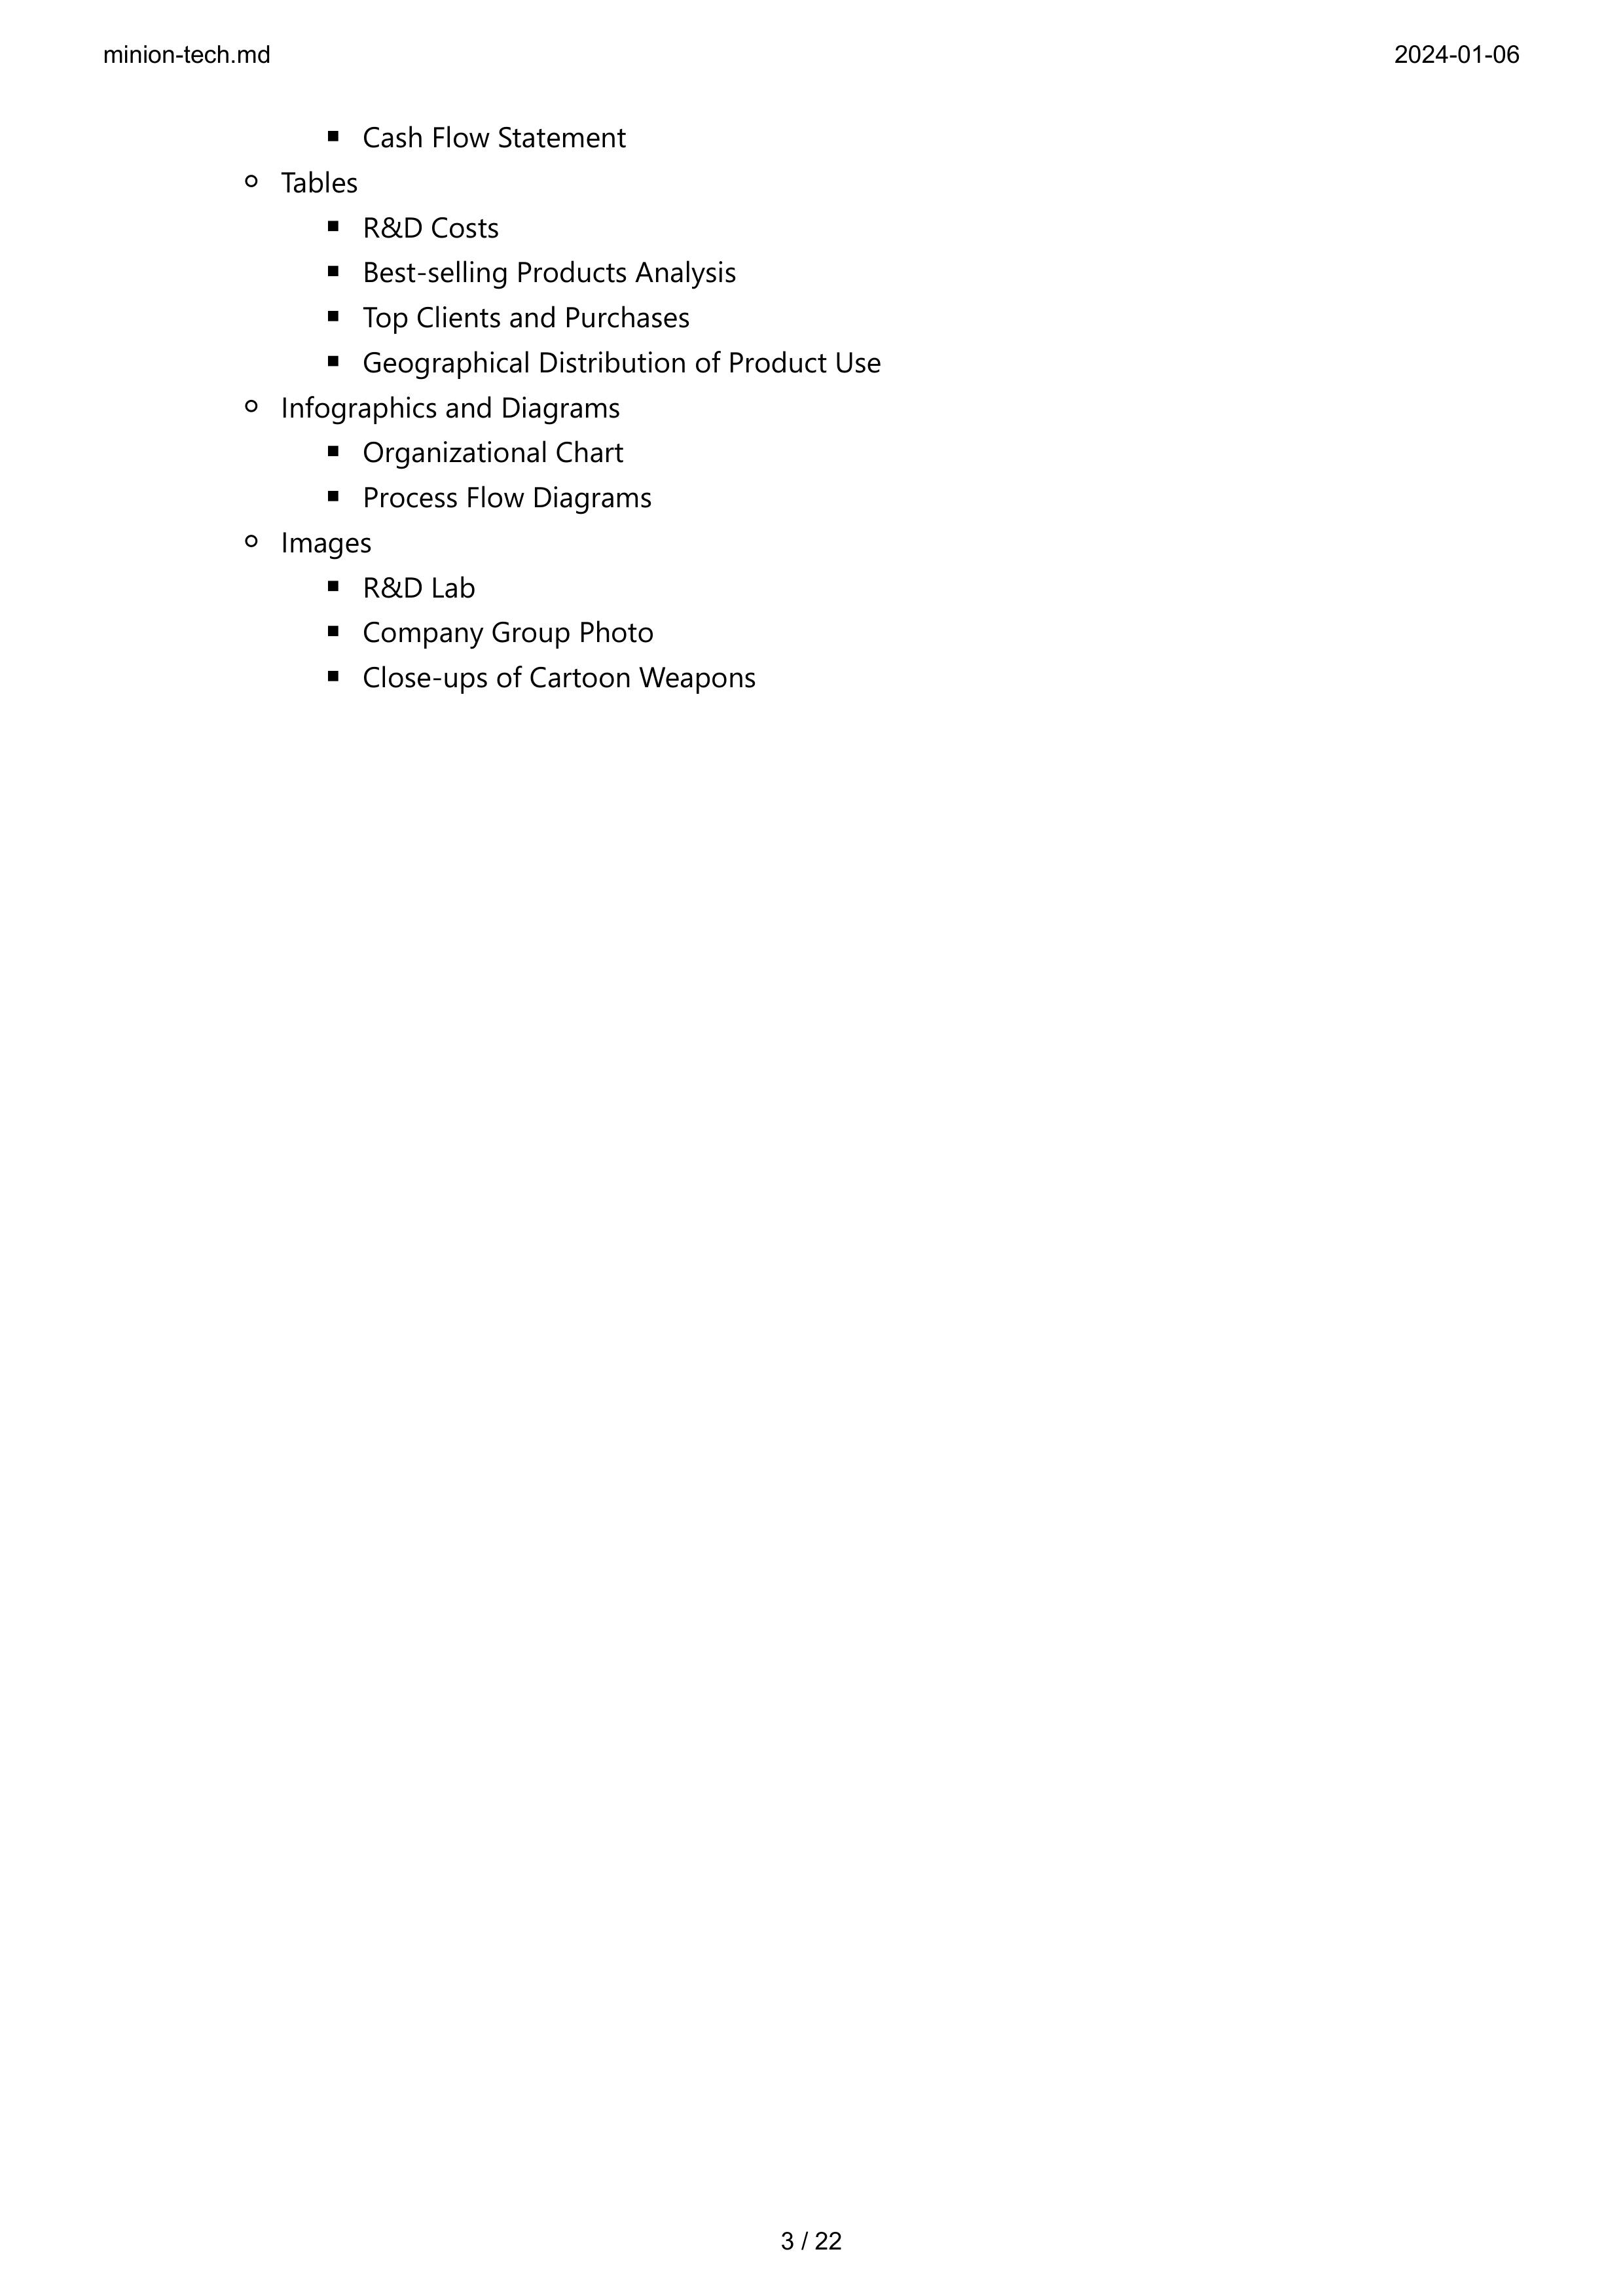 minion-tech.md 2024-01-06
▪ Cash Flow Statement
○ Tables
▪ R&D Costs
▪ Best-selling Products Analysis
▪ Top Clients and Purchases
▪ Geographical Distribution of Product Use
○ Infographics and Diagrams
▪ Organizational Chart
▪ Process Flow Diagrams
○ Images
▪ R&D Lab
▪ Company Group Photo
▪ Close-ups of Cartoon Weapons
3 / 22